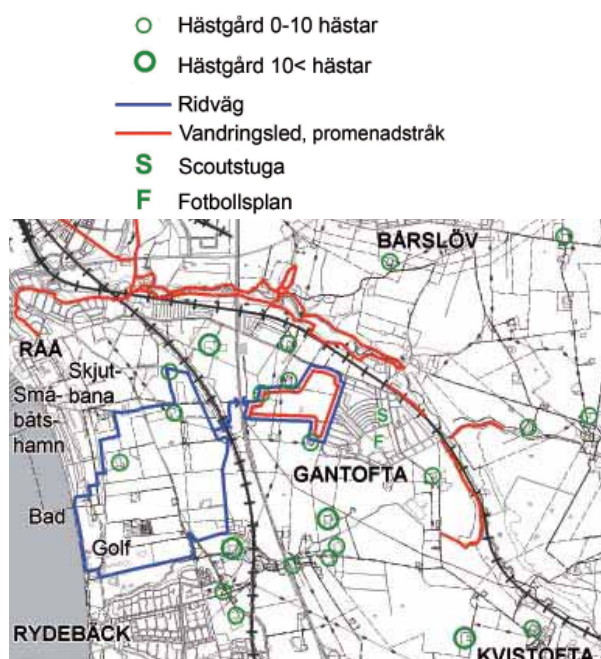 Hästgård 0-10 hästar
Hästgård 10< hästar
Ridväg
Vandringsled, promenadstråk
S Scoutstuga
F Fotbollsplan
BÅRSLÖV
RÅÅ
Skjut-
bana
Små-
båts-
hamn
F
S
F
GANTOFTA
Bad
Golf
RYDEBÄCK
KVISTOFTA